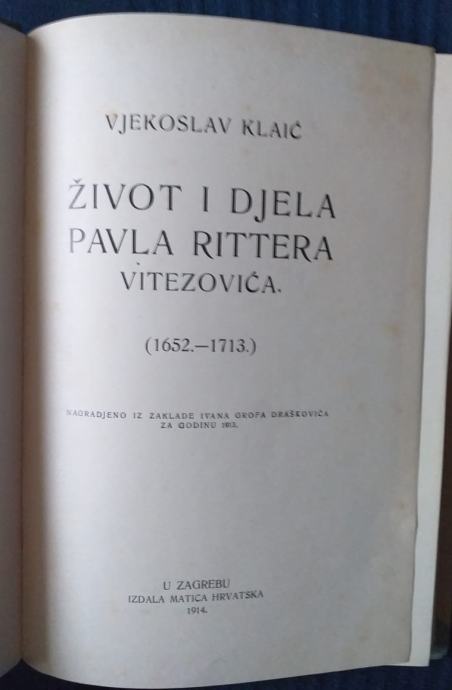 VJEKOSLAV KLAIĆ
ŽIVOT I DJELA
PAVLA RITTERA
VITEZOVIĆA.
(1652.—1713.)
NAGRADJENO IZ ZAKLADE IVANA GROFA DRAŠKOVIĆA
ZA GODINU 1913.
U ZAGREBU
IZDALA MATICA HRVATSKA
1914.